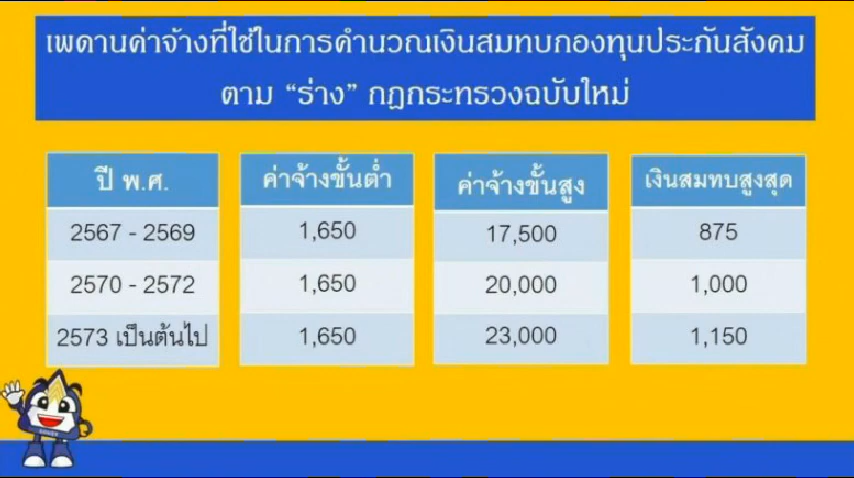 เพดานค่าจ้างที่ใช้ในการคำนวณเงินสมทบกองทุนประกันสังคม
ตาม “ร่าง” กฎกระทรวงฉบับใหม่
ปี พ.ศ. ค่าจ้างขั้นต่ำ ค่าจ้างขั้นสูง เงินสมทบสูงสุด
2567 - 2569 1,650 17,500 875
2570 - 2572 1,650 20,000 1,000
2573 เป็นต้นไป 1,650 23,000 1,150